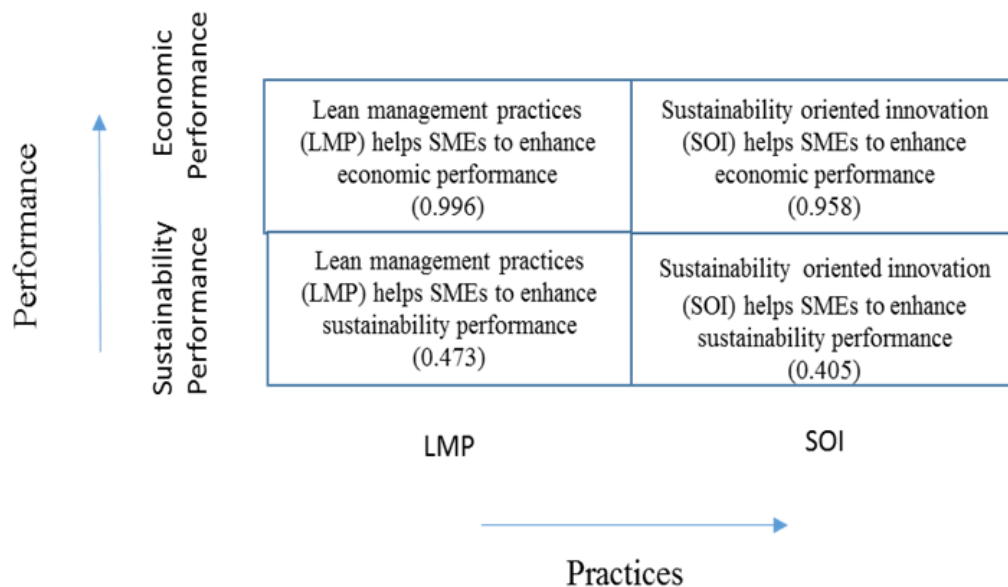 Performance
Economic
Performance
Sustainability
Performance
Lean management practices
(LMP) helps SMEs to enhance
economic performance
(0.996)
Sustainability oriented innovation
(SOI) helps SMEs to enhance
economic performance
(0.958)
Lean management practices
(LMP) helps SMEs to enhance
sustainability performance
(0.473)
Sustainability oriented innovation
(SOI) helps SMEs to enhance
sustainability performance
(0.405)
LMP
SOI
Practices